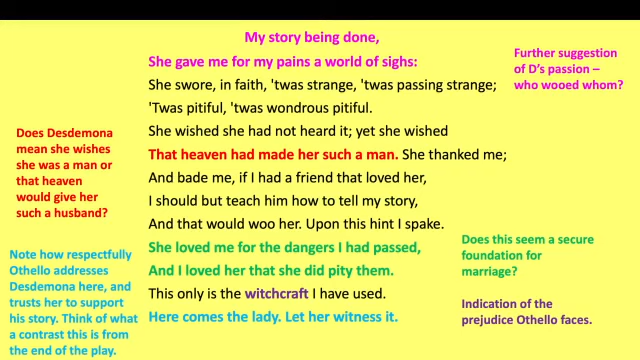 My story being done,
She gave me for my pains a world of sighs:
She swore, in faith, 'twas strange, 'twas passing strange;
'Twas pitiful, 'twas wondrous pitiful.
She wished she had not heard it; yet she wished
That heaven had made her such a man. She thanked me;
And bade me, if I had a friend that loved her,
I should but teach him how to tell my story,
And that would woo her. Upon this hint I spake.
She loved me for the dangers I had passed,
And I loved her that she did pity them.
This only is the witchcraft I have used.
Here comes the lady. Let her witness it.
Further suggestion
of D’s passion –
who wooed whom?
Does Desdemona
mean she wishes
she was a man or
that heaven
would give her
such a husband?
Note how respectfully
Othello addresses
Desdemona here, and
trusts her to support
his story. Think of what
a contrast this is from
the end of the play.
Does this seem a secure
foundation for
marriage?
Indication of the
prejudice Othello faces.